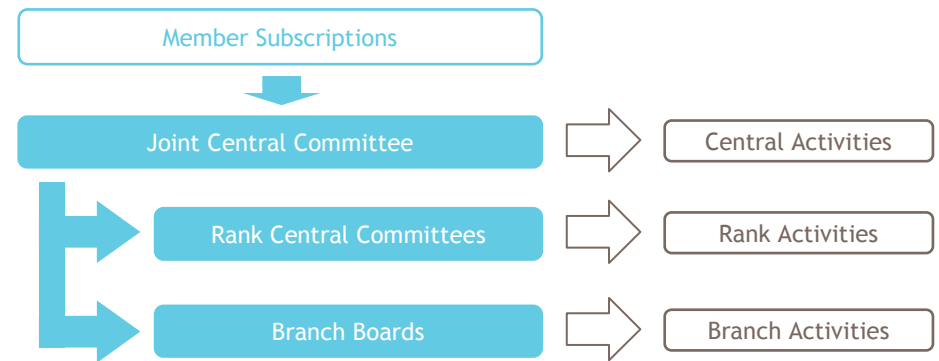 Member Subscriptions
Joint Central Committee
Central Activities
Rank Central Committees
Rank Activities
Branch Boards
Branch Activities